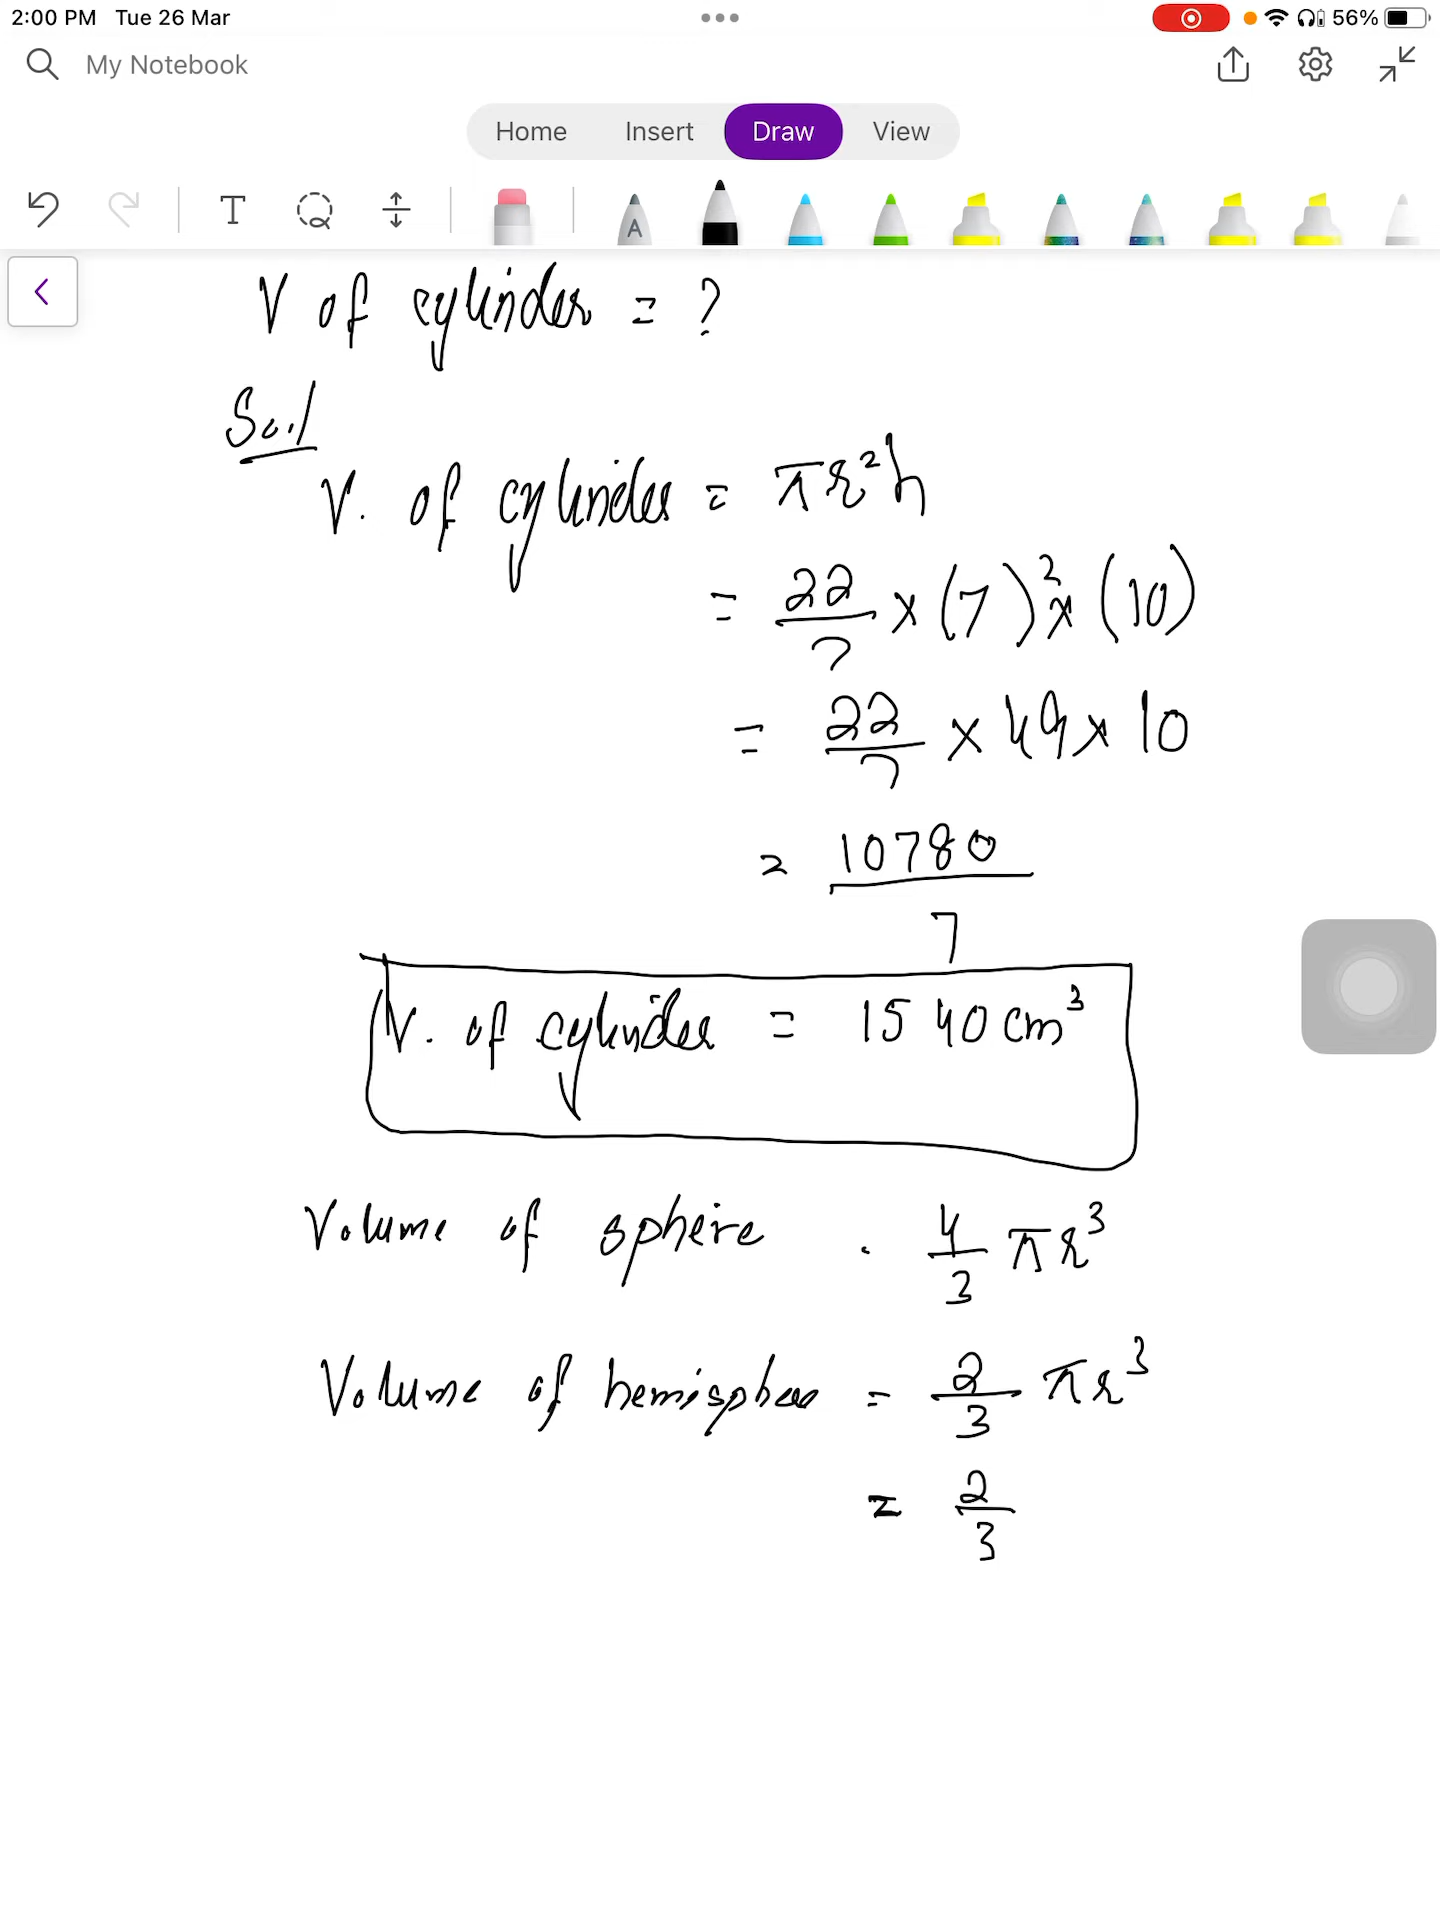 2:00 PM Tue 26 Mar 56%
My Notebook
Home Insert Draw View
T A
V of cylinder = ?
Sol
V. of cylinder = πr²h
= 22/7 × (7)² × (10)
= 22/7 × 49 × 10
= 10780/7
V. of cylinder = 1540 cm³
Volume of sphere . 4/3 πr³
Volume of hemisphere = 2/3 πr³
= 2/3